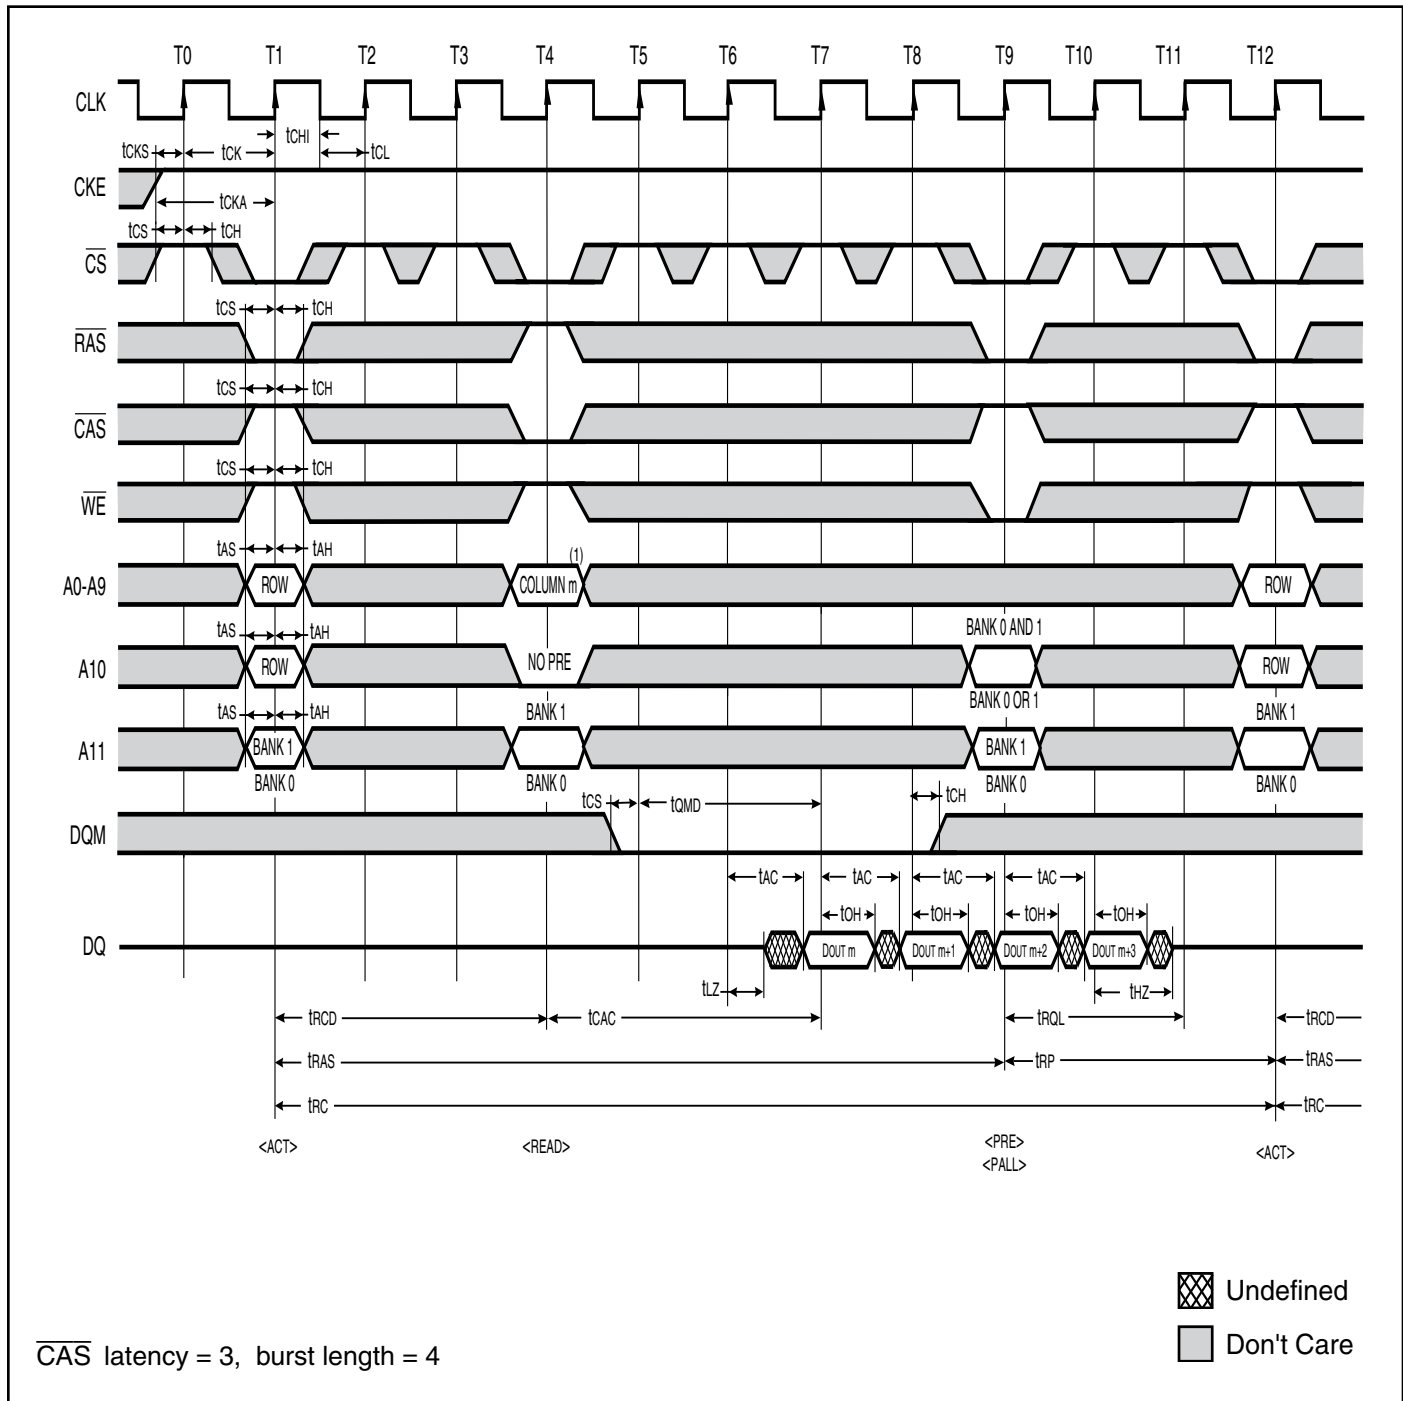 T0 T1 T2 T3 T4 T5 T6 T7 T8 T9 T10 T11 T12
CLK
tCHI
tCKS tCK tCL
CKE
tCKA
tCS tCH
CS
tCS tCH
RAS
tCS tCH
CAS
tCS tCH
WE
tAS tAH (1)
A0-A9 ROW COLUMN m ROW
tAS tAH BANK 0 AND 1
A10 ROW NO PRE ROW
BANK 0 OR 1
tAS tAH BANK 1 BANK 1
A11 BANK 1 BANK 1
BANK 0 BANK 0 BANK 0 BANK 0
tCS tQMD tCH
DQM
tAC tAC tAC tAC
tOH tOH tOH tOH
DQ DOUT m DOUT m+1 DOUT m+2 DOUT m+3
tLZ tHZ
tRCD tCAC tRQL tRCD
tRAS tRP tRAS
tRC tRC
<ACT> <READ> <PRE> <ACT>
<PALL>
Undefined
Don't Care
CAS latency = 3, burst length = 4